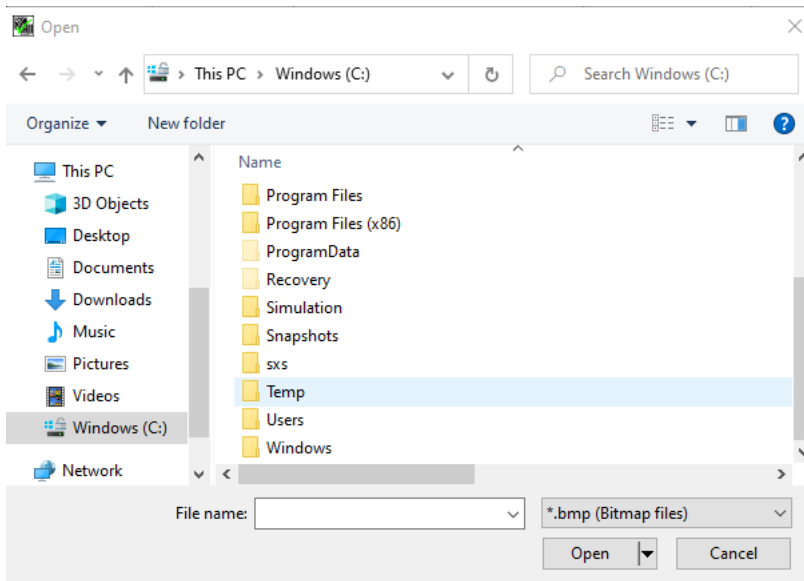 Open
This PC > Windows (C:)
Search Windows (C:)
Organize
New folder
?
This PC
3D Objects
Desktop
Documents
Downloads
Music
Pictures
Videos
Windows (C:)
Network
Name
Program Files
Program Files (x86)
ProgramData
Recovery
Simulation
Snapshots
sxs
Temp
Users
Windows
File name:
*.bmp (Bitmap files)
Open
Cancel